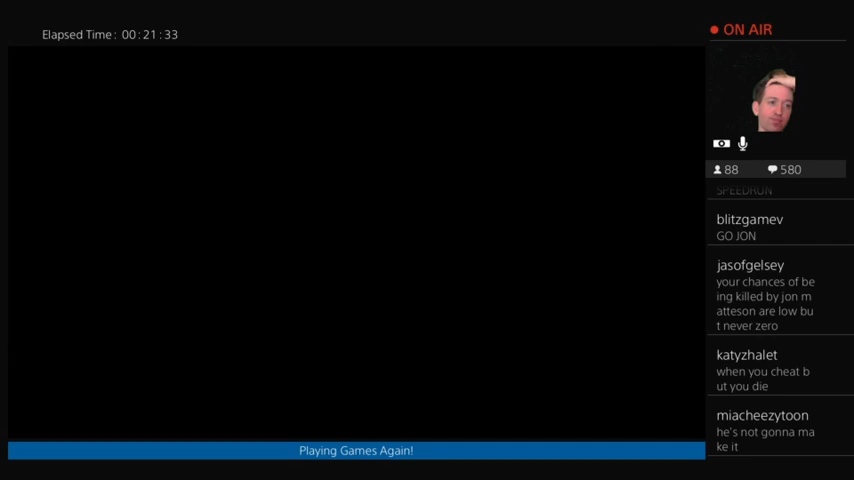 Elapsed Time: 00:21:33
ON AIR
88 580
SPEEDRUN
blitzgamev
GO JON
jasofgelsey
your chances of be
ing killed by jon m
atteson are low bu
t never zero
katyzhalet
when you cheat b
ut you die
miacheezytoon
he's not gonna ma
ke it
Playing Games Again!